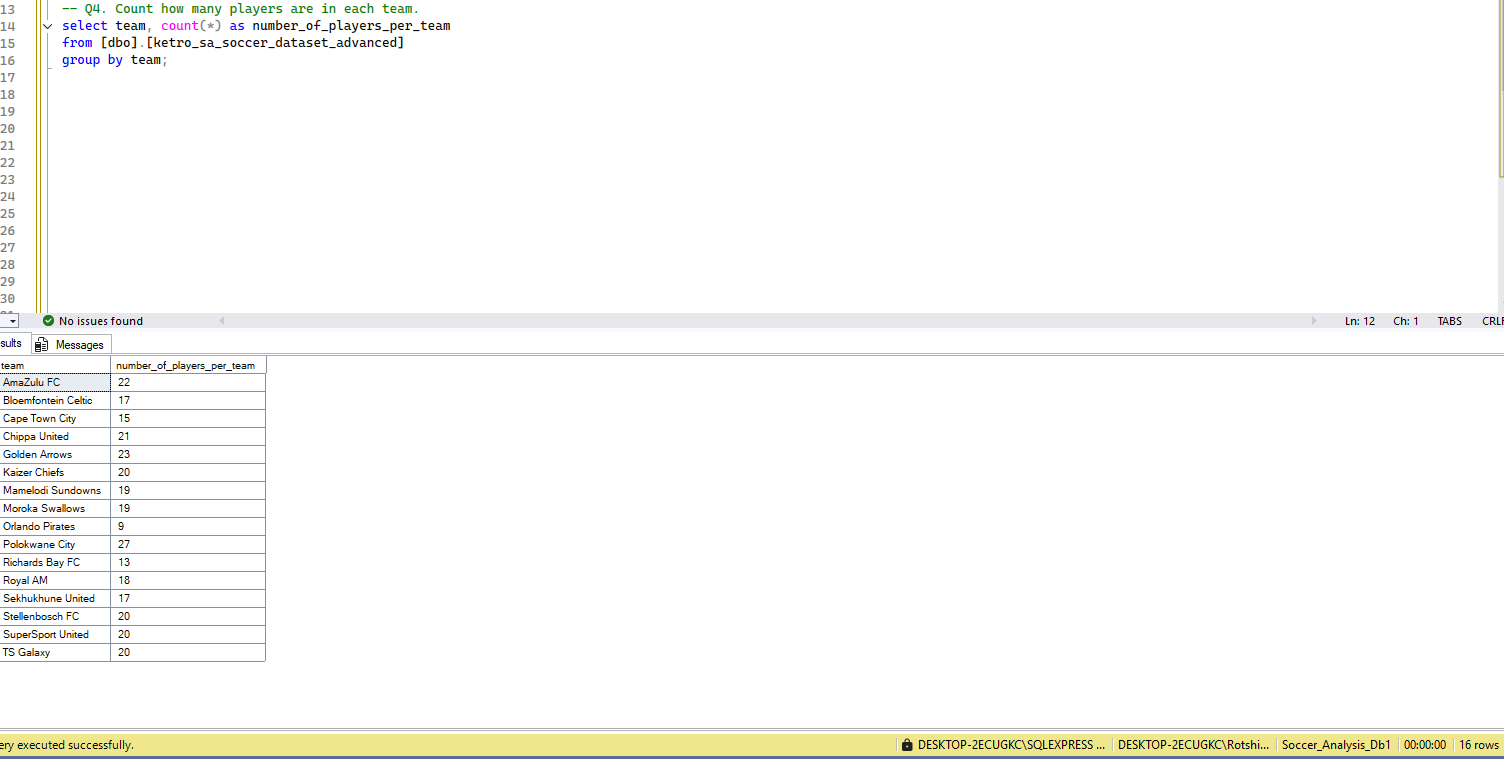 13 -- Q4. Count how many players are in each team.
14 select team, count(*) as number_of_players_per_team
15 from [dbo].[ketro_sa_soccer_dataset_advanced]
16 group by team;
17
18
19
20
21
22
23
24
25
26
27
28
29
30
No issues found Ln: 12 Ch: 1 TABS CRLF
sults Messages
team number_of_players_per_team
AmaZulu FC 22
Bloemfontein Celtic 17
Cape Town City 15
Chippa United 21
Golden Arrows 23
Kaizer Chiefs 20
Mamelodi Sundowns 19
Moroka Swallows 19
Orlando Pirates 9
Polokwane City 27
Richards Bay FC 13
Royal AM 18
Sekhukhune United 17
Stellenbosch FC 20
SuperSport United 20
TS Galaxy 20
ery executed successfully. DESKTOP-2ECUGKC\SQLEXPRESS ... DESKTOP-2ECUGKC\Rotshi... Soccer_Analysis_Db1 00:00:00 16 rows